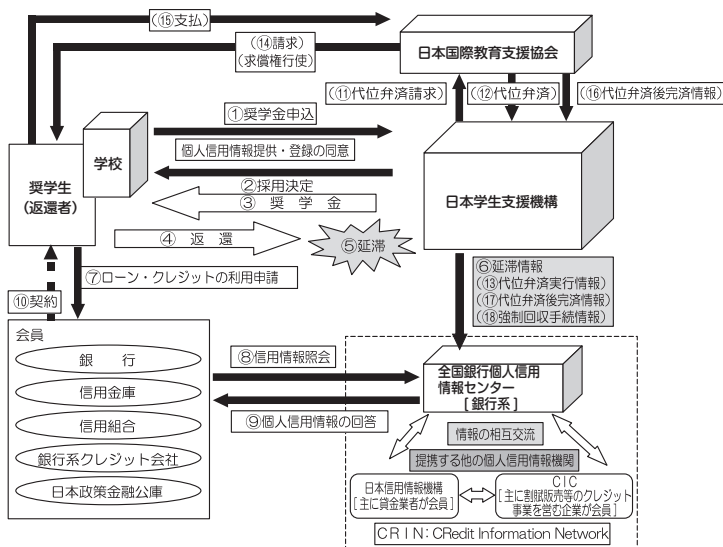 (⑮支払)
(⑭請求)
(求償権行使)
日本国際教育支援協会
(⑪代位弁済請求)
(⑫代位弁済)
(⑯代位弁済後完済情報)
①奨学金申込
個人信用情報提供・登録の同意
学校
奨学生
(返還者)
②採用決定
③ 奨 学 金
日本学生支援機構
④ 返 還
⑤延滞
⑥延滞情報
(⑬代位弁済実行情報)
(⑰代位弁済後完済情報)
(⑱強制回収手続情報)
⑦ローン・クレジットの利用申請
⑩契約
会員
銀 行
信用金庫
信用組合
銀行系クレジット会社
日本政策金融公庫
⑧信用情報照会
⑨個人信用情報の回答
全国銀行個人信用
情報センター
[銀行系]
情報の相互交流
提携する他の個人信用情報機関
日本信用情報機構
[主に貸金業者が会員]
CIC
[主に割賦販売等のクレジット
事業を営む企業が会員]
CRIN:CRedit Information Network